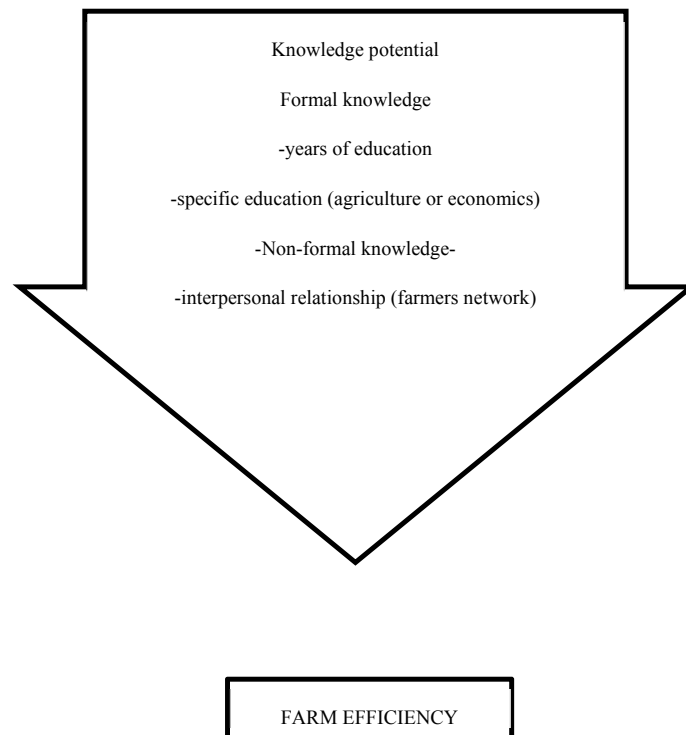 Knowledge potential
Formal knowledge
-years of education
-specific education (agriculture or economics)
-Non-formal knowledge-
-interpersonal relationship (farmers network)
FARM EFFICIENCY